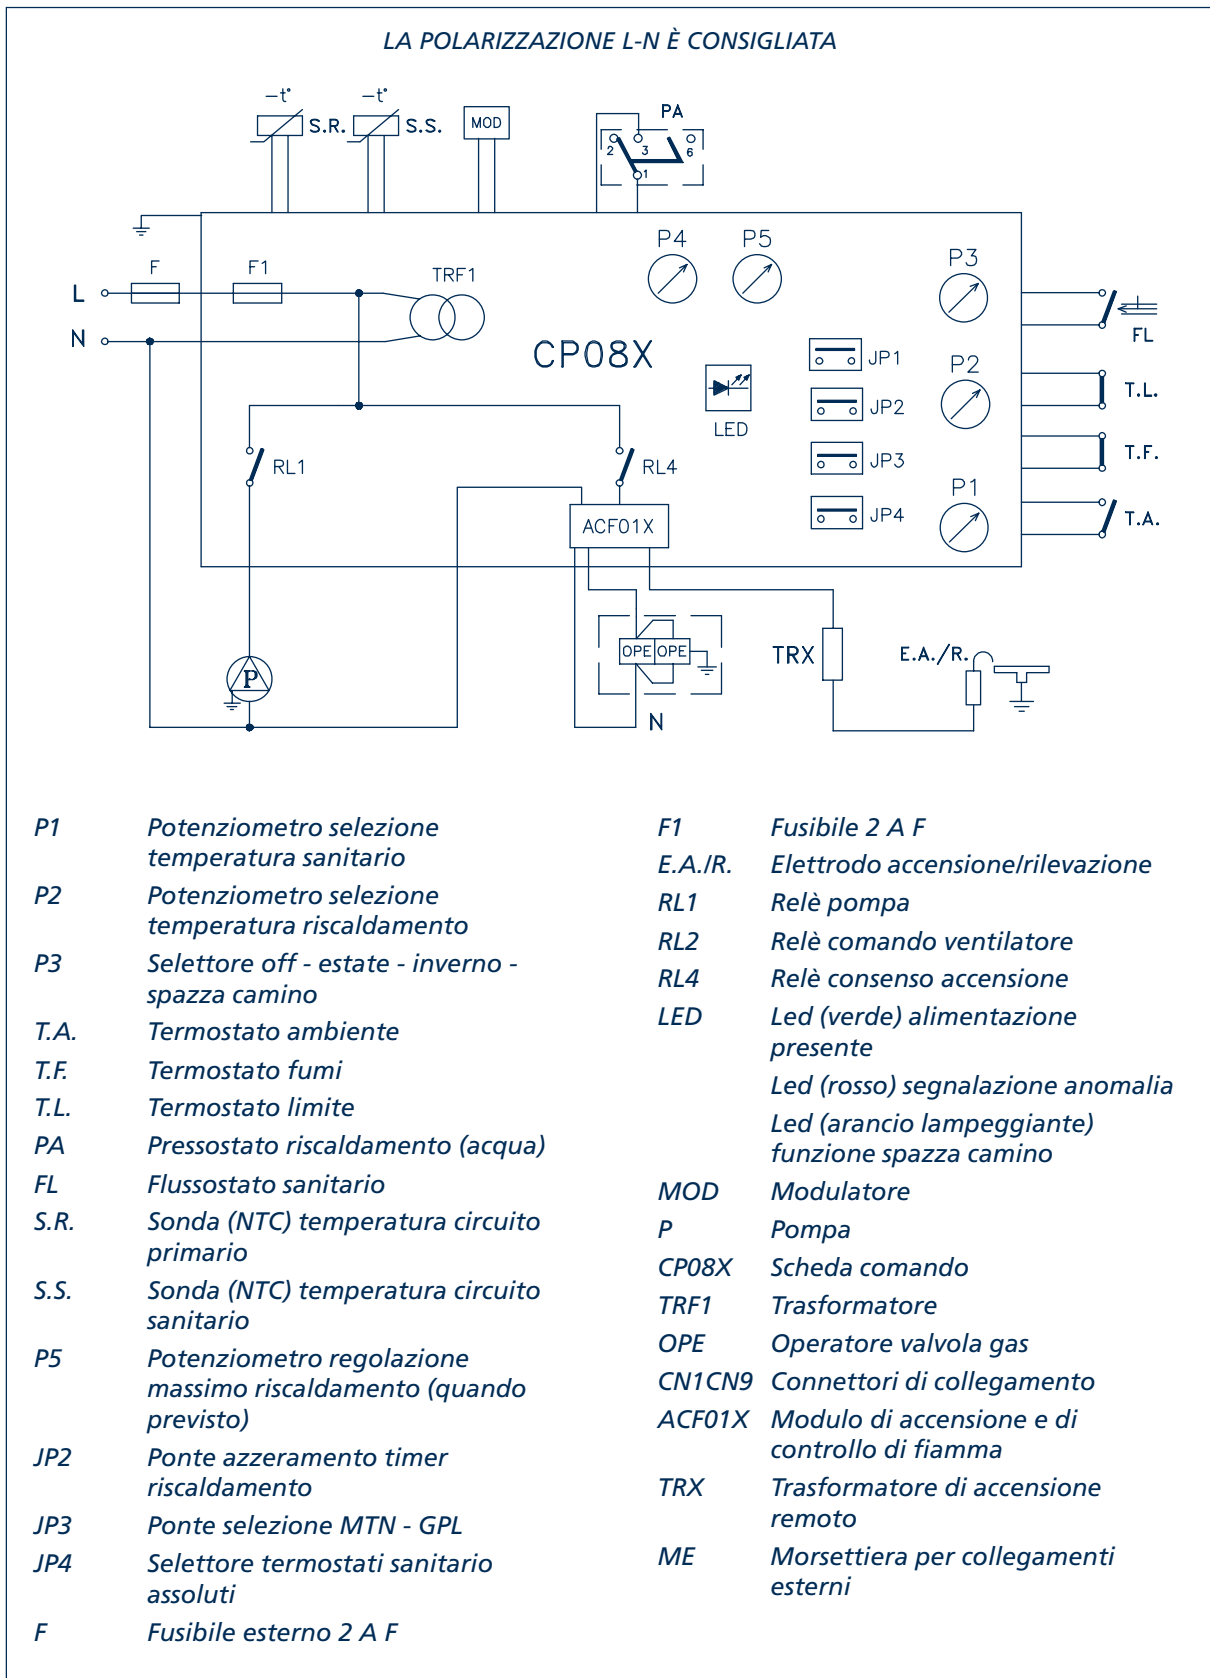 LA POLARIZZAZIONE L-N È CONSIGLIATA
-t° S.R.
-t° S.S.
MOD
PA
2 3 6
1
P4 P5
P3
F F1
TRF1
L
N
CP08X
FL
JP1
P2
T.L.
LED
JP2
RL1
RL4
JP3
T.F.
P1
JP4
T.A.
ACF01X
OPE OPE
TRX
E.A./R.
P
N
P1 Potenziometro selezione
temperatura sanitario
P2 Potenziometro selezione
temperatura riscaldamento
P3 Selettore off - estate - inverno -
spazza camino
T.A. Termostato ambiente
T.F. Termostato fumi
T.L. Termostato limite
PA Pressostato riscaldamento (acqua)
FL Flussostato sanitario
S.R. Sonda (NTC) temperatura circuito
primario
S.S. Sonda (NTC) temperatura circuito
sanitario
P5 Potenziometro regolazione
massimo riscaldamento (quando
previsto)
JP2 Ponte azzeramento timer
riscaldamento
JP3 Ponte selezione MTN - GPL
JP4 Selettore termostati sanitario
assoluti
F Fusibile esterno 2 A F
F1 Fusibile 2 A F
E.A./R. Elettrodo accensione/rilevazione
RL1 Relè pompa
RL2 Relè comando ventilatore
RL4 Relè consenso accensione
LED Led (verde) alimentazione
presente
Led (rosso) segnalazione anomalia
Led (arancio lampeggiante)
funzione spazza camino
MOD Modulatore
P Pompa
CP08X Scheda comando
TRF1 Trasformatore
OPE Operatore valvola gas
CN1CN9 Connettori di collegamento
ACF01X Modulo di accensione e di
controllo di fiamma
TRX Trasformatore di accensione
remoto
ME Morsettiera per collegamenti
esterni